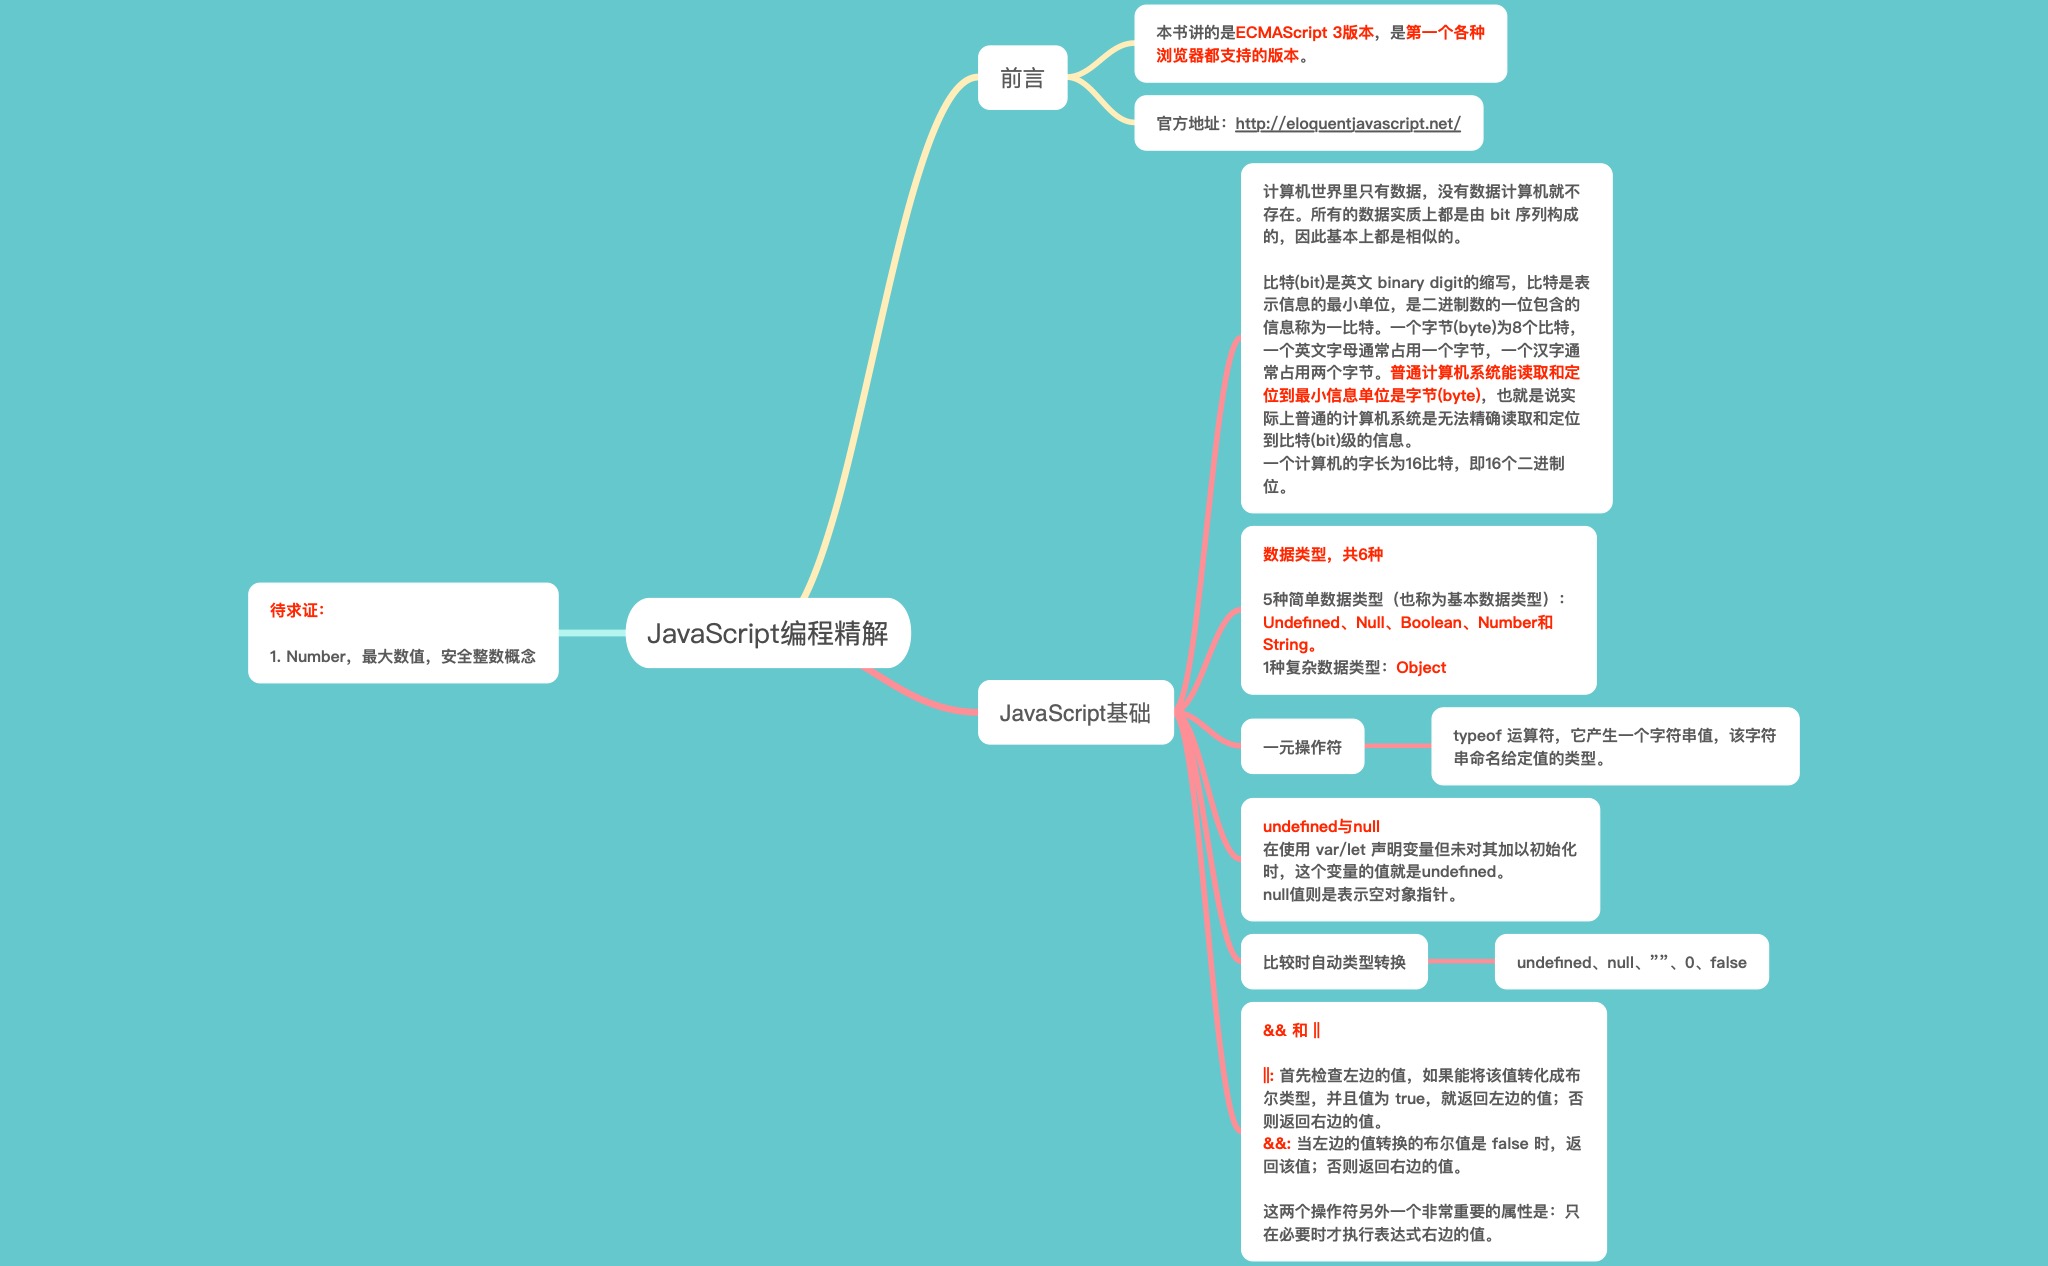 本书讲的是ECMAScript 3版本，是第一个各种
浏览器都支持的版本。
前言
官方地址：http://eloquentjavascript.net/
计算机世界里只有数据，没有数据计算机就不
存在。所有的数据实质上都是由 bit 序列构成
的，因此基本上都是相似的。
比特(bit)是英文 binary digit的缩写，比特是表
示信息的最小单位，是二进制数的一位包含的
信息称为一比特。一个字节(byte)为8个比特，
一个英文字母通常占用一个字节，一个汉字通
常占用两个字节。普通计算机系统能读取和定
位到最小信息单位是字节(byte)，也就是说实
际上普通的计算机系统是无法精确读取和定位
到比特(bit)级的信息。
一个计算机的字长为16比特，即16个二进制
位。
数据类型，共6种
5种简单数据类型（也称为基本数据类型）：
Undefined、Null、Boolean、Number和
String。
1种复杂数据类型：Object
待求证：
1. Number，最大数值，安全整数概念
JavaScript编程精解
JavaScript基础
一元操作符
typeof 运算符，它产生一个字符串值，该字符
串命名给定值的类型。
undefined与null
在使用 var/let 声明变量但未对其加以初始化
时，这个变量的值就是undefined。
null值则是表示空对象指针。
比较时自动类型转换
undefined、null、””、0、false
&& 和 ||
||: 首先检查左边的值，如果能将该值转化成布
尔类型，并且值为 true，就返回左边的值；否
则返回右边的值。
&&: 当左边的值转换的布尔值是 false 时，返
回该值；否则返回右边的值。
这两个操作符另外一个非常重要的属性是：只
在必要时才执行表达式右边的值。